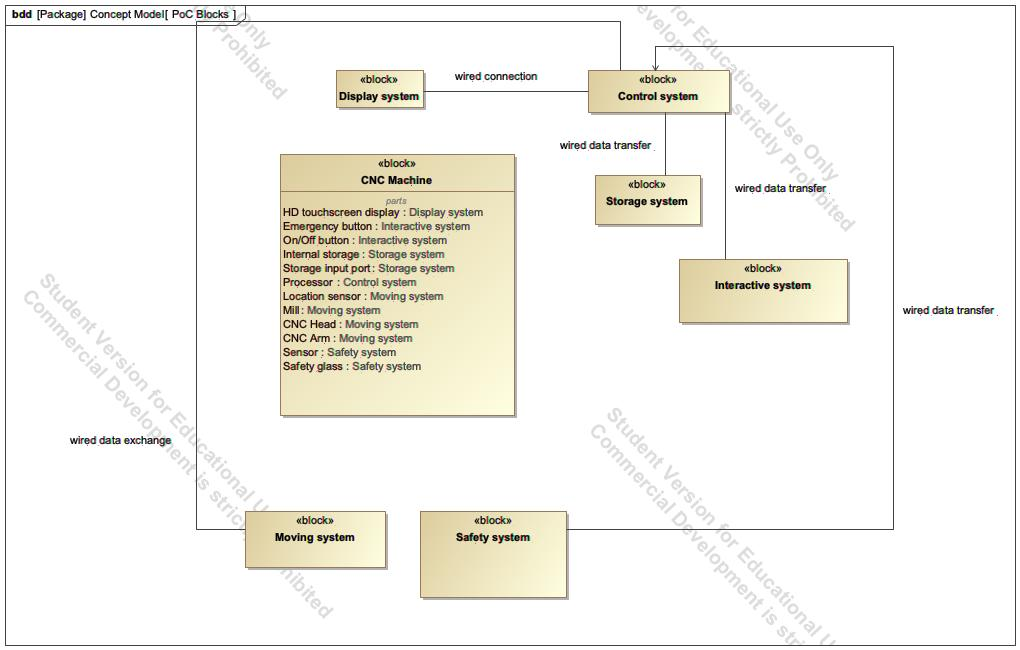 bdd [Package] Concept Model[ PoC Blocks ]
«block»
Display system
wired connection
«block»
Control system
wired data transfer
«block»
Storage system
wired data transfer
«block»
CNC Machine
parts
HD touchscreen display : Display system
Emergency button : Interactive system
On/Off button : Interactive system
Internal storage : Storage system
Storage input port : Storage system
Processor : Control system
Location sensor : Moving system
Mill : Moving system
CNC Head : Moving system
CNC Arm : Moving system
Sensor : Safety system
Safety glass : Safety system
«block»
Interactive system
wired data transfer
wired data exchange
«block»
Moving system
«block»
Safety system
Only
Prohibited
for Educational Use Only
strictly Prohibited
Student Version for Educational
Commercial Development is
Student Version for Educational
Commercial Development is